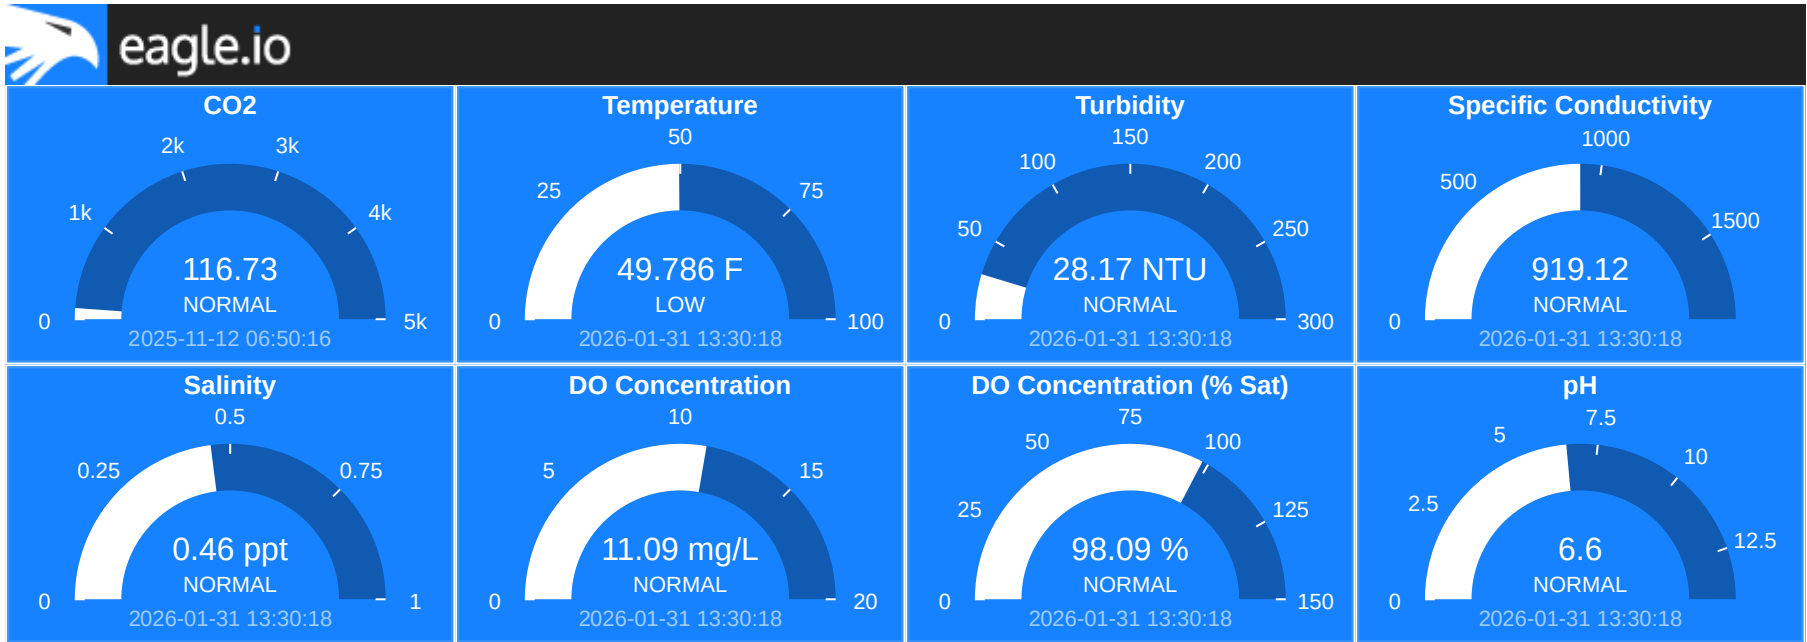 eagle.io
CO2
0
1k
2k
3k
4k
5k
116.73
NORMAL
2025-11-12 06:50:16
Temperature
0
25
50
75
100
49.786 F
LOW
2026-01-31 13:30:18
Turbidity
0
50
100
150
200
250
300
28.17 NTU
NORMAL
2026-01-31 13:30:18
Specific Conductivity
0
500
1000
1500
919.12
NORMAL
2026-01-31 13:30:18
Salinity
0
0.25
0.5
0.75
1
0.46 ppt
NORMAL
2026-01-31 13:30:18
DO Concentration
0
5
10
15
20
11.09 mg/L
NORMAL
2026-01-31 13:30:18
DO Concentration (% Sat)
0
25
50
75
100
125
150
98.09 %
NORMAL
2026-01-31 13:30:18
pH
0
2.5
5
7.5
10
12.5
6.6
NORMAL
2026-01-31 13:30:18